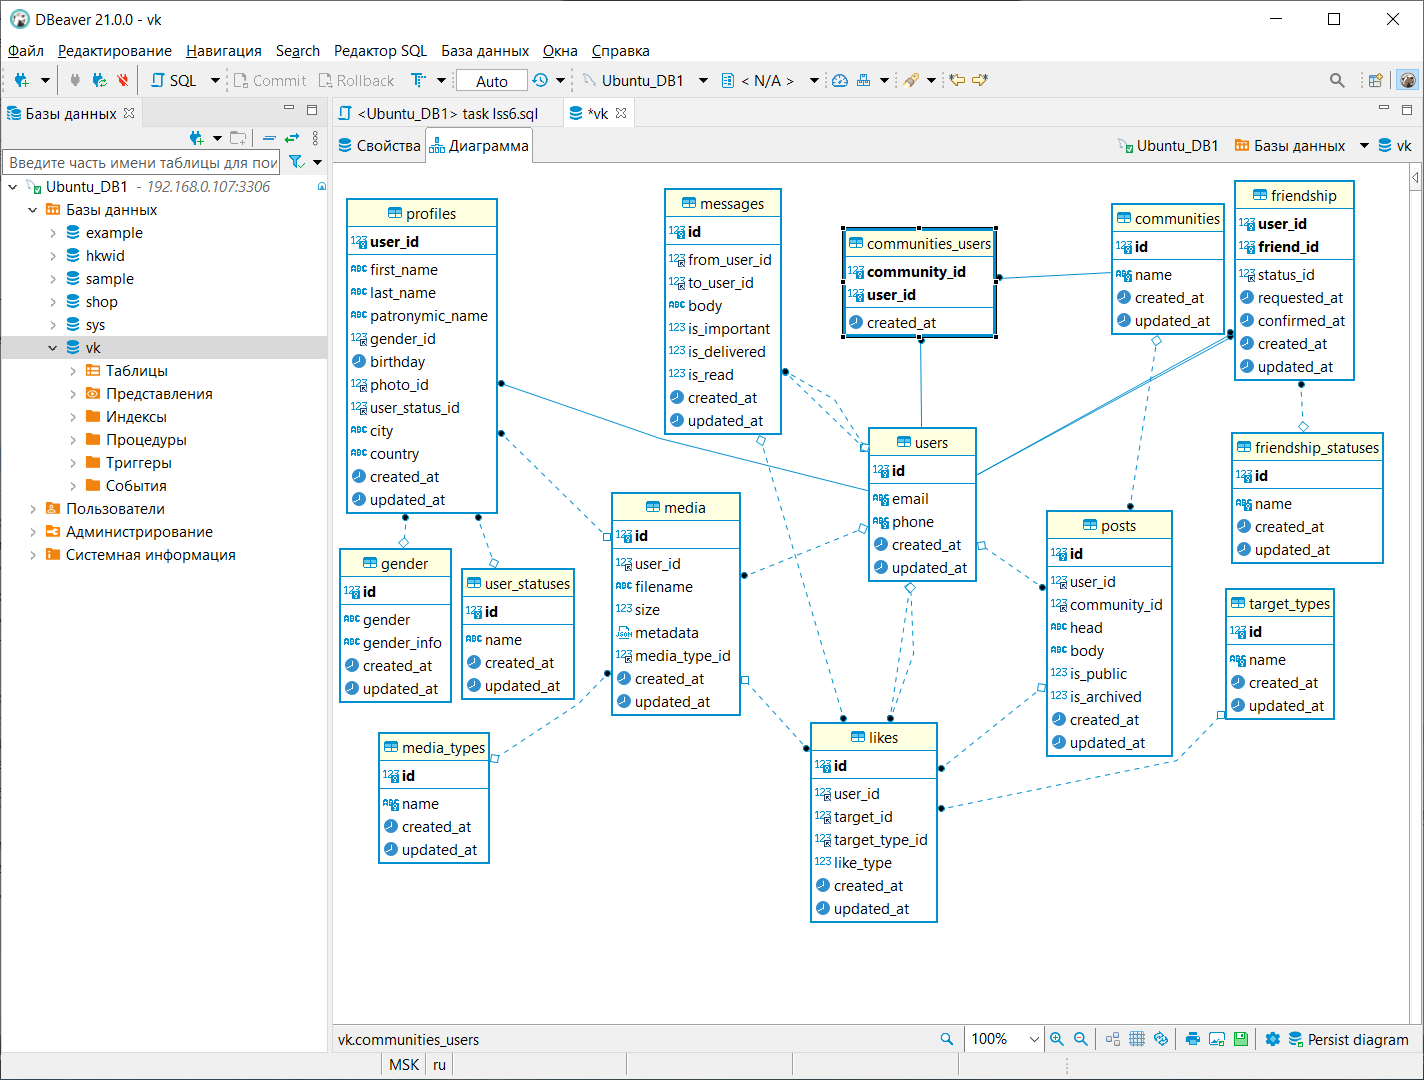 DBeaver 21.0.0 - vk
Файл Редактирование Навигация Search Редактор SQL База данных Окна Справка
SQL Commit Rollback Auto Ubuntu_DB1 < N/A >
Базы данных
<Ubuntu_DB1> task lss6.sql
*vk
Введите часть имени таблицы для пои
Ubuntu_DB1 - 192.168.0.107:3306
Базы данных
example
hkwid
sample
shop
sys
vk
Таблицы
Представления
Индексы
Процедуры
Триггеры
События
Пользователи
Администрирование
Системная информация
Свойства
Диаграмма
Ubuntu_DB1
Базы данных
vk
profiles
user_id
first_name
last_name
patronymic_name
gender_id
birthday
photo_id
user_status_id
city
country
created_at
updated_at
messages
id
from_user_id
to_user_id
body
is_important
is_delivered
is_read
created_at
updated_at
communities_users
community_id
user_id
created_at
communities
id
name
created_at
updated_at
friendship
user_id
friend_id
status_id
requested_at
confirmed_at
created_at
updated_at
users
id
email
phone
created_at
updated_at
friendship_statuses
id
name
created_at
updated_at
media
id
user_id
filename
size
metadata
media_type_id
created_at
updated_at
posts
id
user_id
community_id
head
body
is_public
is_archived
created_at
updated_at
gender
id
gender
gender_info
created_at
updated_at
user_statuses
id
name
created_at
updated_at
target_types
id
name
created_at
updated_at
media_types
id
name
created_at
updated_at
likes
id
user_id
target_id
target_type_id
like_type
created_at
updated_at
vk.communities_users
100%
Persist diagram
MSK
ru